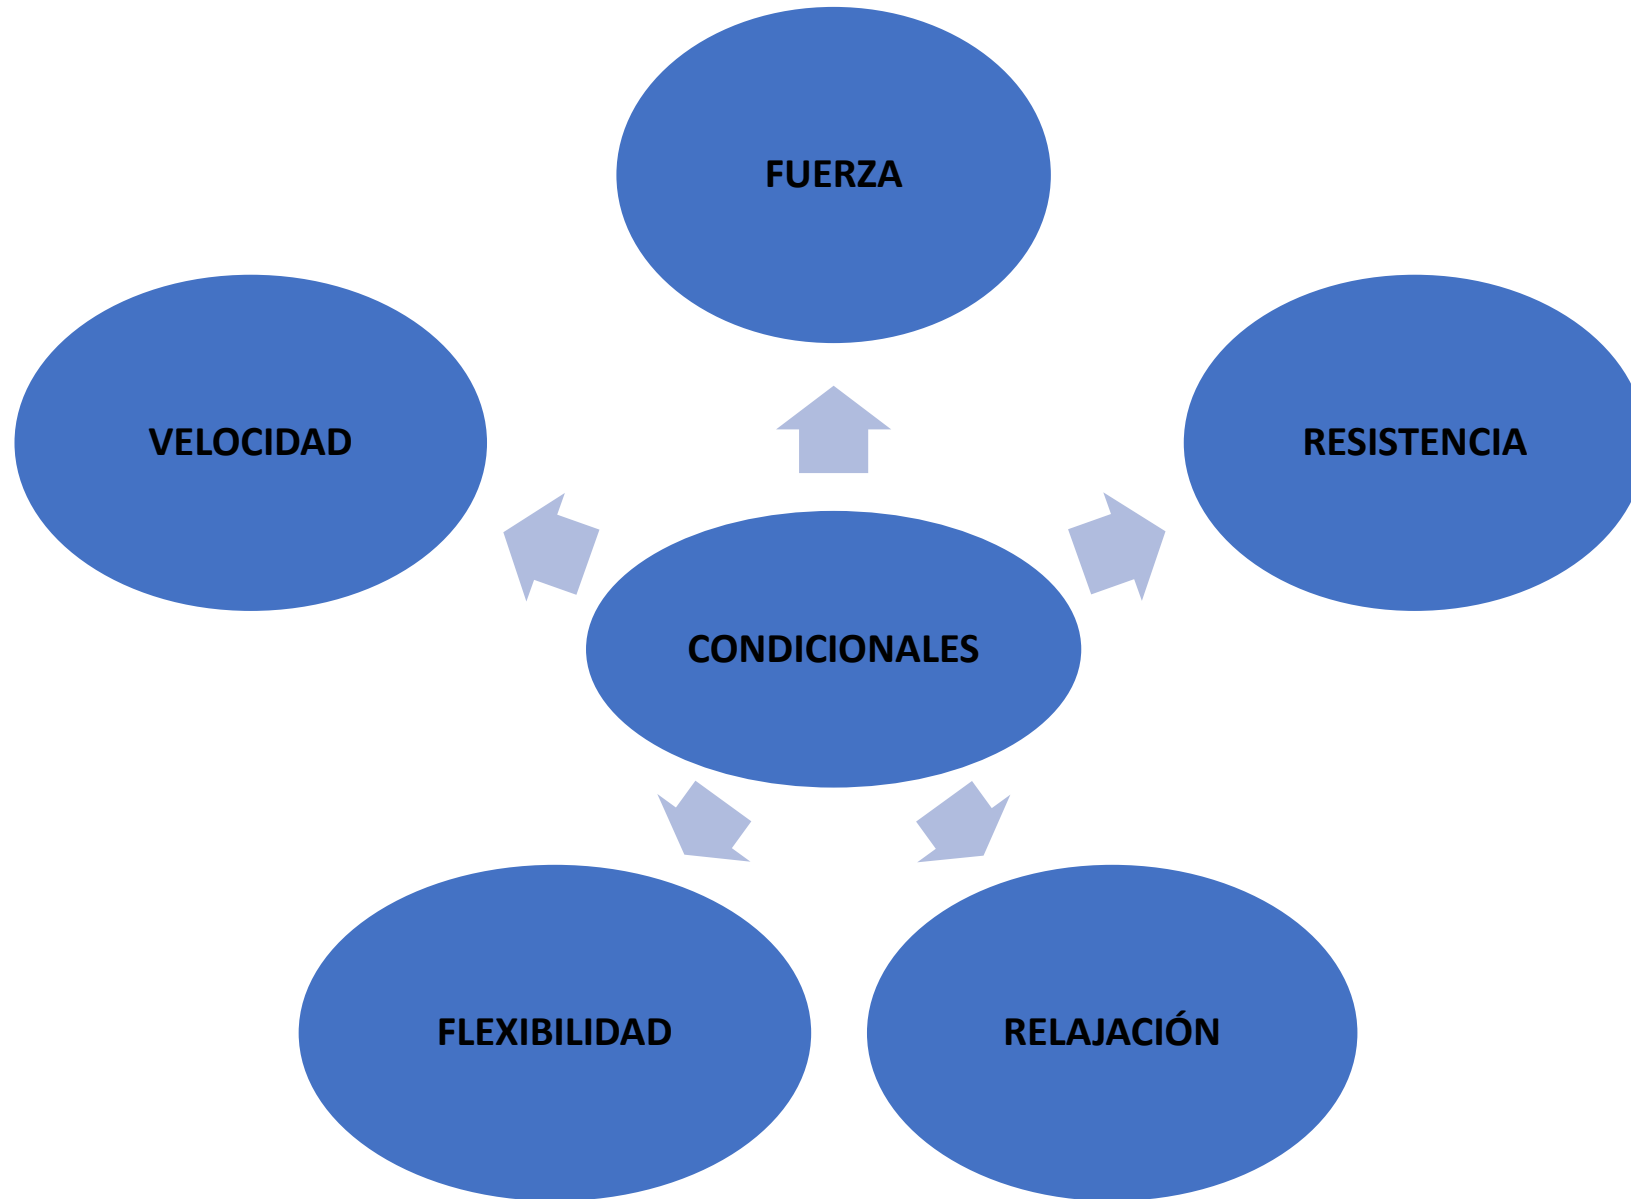 FUERZA
VELOCIDAD
RESISTENCIA
CONDICIONALES
FLEXIBILIDAD
RELAJACIÓN